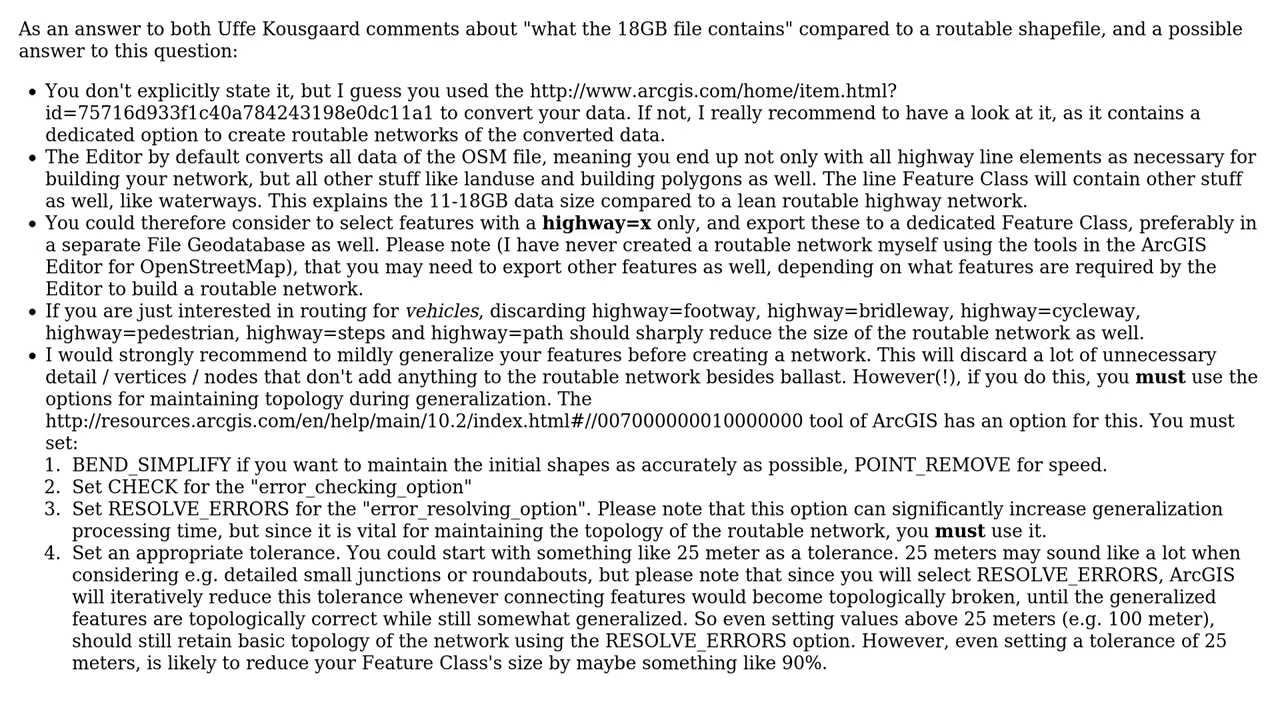 As an answer to both Uffe Kousgaard comments about "what the 18GB file contains" compared to a routable shapefile, and a possible
answer to this question:
• You don't explicitly state it, but I guess you used the http://www.arcgis.com/home/item.html?
id=75716d933f1c40a784243198e0dc11a1 to convert your data. If not, I really recommend to have a look at it, as it contains a
dedicated option to create routable networks of the converted data.
• The Editor by default converts all data of the OSM file, meaning you end up not only with all highway line elements as necessary for
building your network, but all other stuff like landuse and building polygons as well. The line Feature Class will contain other stuff
as well, like waterways. This explains the 11-18GB data size compared to a lean routable highway network.
• You could therefore consider to select features with a highway=x only, and export these to a dedicated Feature Class, preferably in
a separate File Geodatabase as well. Please note (I have never created a routable network myself using the tools in the ArcGIS
Editor for OpenStreetMap), that you may need to export other features as well, depending on what features are required by the
Editor to build a routable network.
• If you are just interested in routing for vehicles, discarding highway=footway, highway=bridleway, highway=cycleway,
highway=pedestrian, highway=steps and highway=path should sharply reduce the size of the routable network as well.
• I would strongly recommend to mildly generalize your features before creating a network. This will discard a lot of unnecessary
detail / vertices / nodes that don't add anything to the routable network besides ballast. However(!), if you do this, you must use the
options for maintaining topology during generalization. The
http://resources.arcgis.com/en/help/main/10.2/index.html#//007000000010000000 tool of ArcGIS has an option for this. You must
set:
1. BEND_SIMPLIFY if you want to maintain the initial shapes as accurately as possible, POINT_REMOVE for speed.
2. Set CHECK for the "error_checking_option"
3. Set RESOLVE_ERRORS for the "error_resolving_option". Please note that this option can significantly increase generalization
processing time, but since it is vital for maintaining the topology of the routable network, you must use it.
4. Set an appropriate tolerance. You could start with something like 25 meter as a tolerance. 25 meters may sound like a lot when
considering e.g. detailed small junctions or roundabouts, but please note that since you will select RESOLVE_ERRORS, ArcGIS
will iteratively reduce this tolerance whenever connecting features would become topologically broken, until the generalized
features are topologically correct while still somewhat generalized. So even setting values above 25 meters (e.g. 100 meter),
should still retain basic topology of the network using the RESOLVE_ERRORS option. However, even setting a tolerance of 25
meters, is likely to reduce your Feature Class's size by maybe something like 90%.